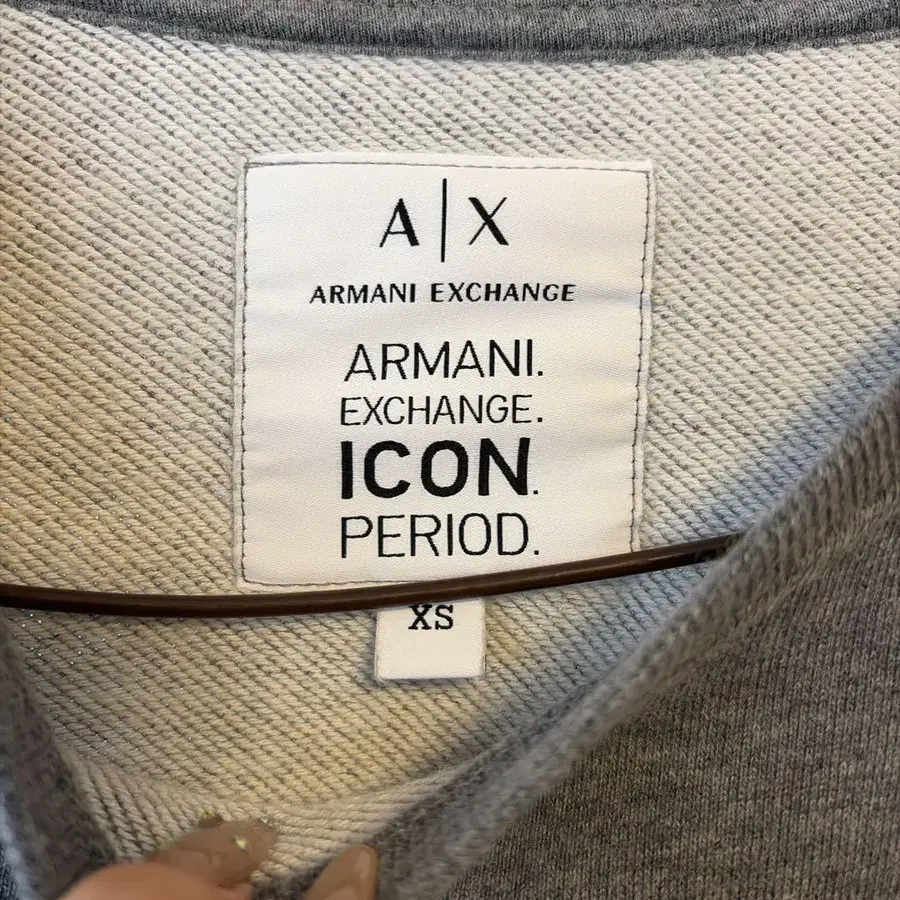 A|X
ARMANI EXCHANGE
ARMANI.
EXCHANGE.
ICON.
PERIOD.
XS